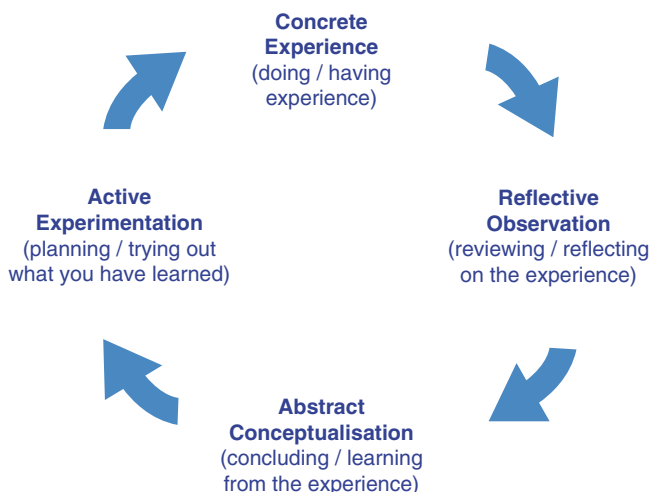 Concrete
Experience
(doing / having
experience)
Reflective
Observation
(reviewing / reflecting
on the experience)
Abstract
Conceptualisation
(concluding / learning
from the experience)
Active
Experimentation
(planning / trying out
what you have learned)